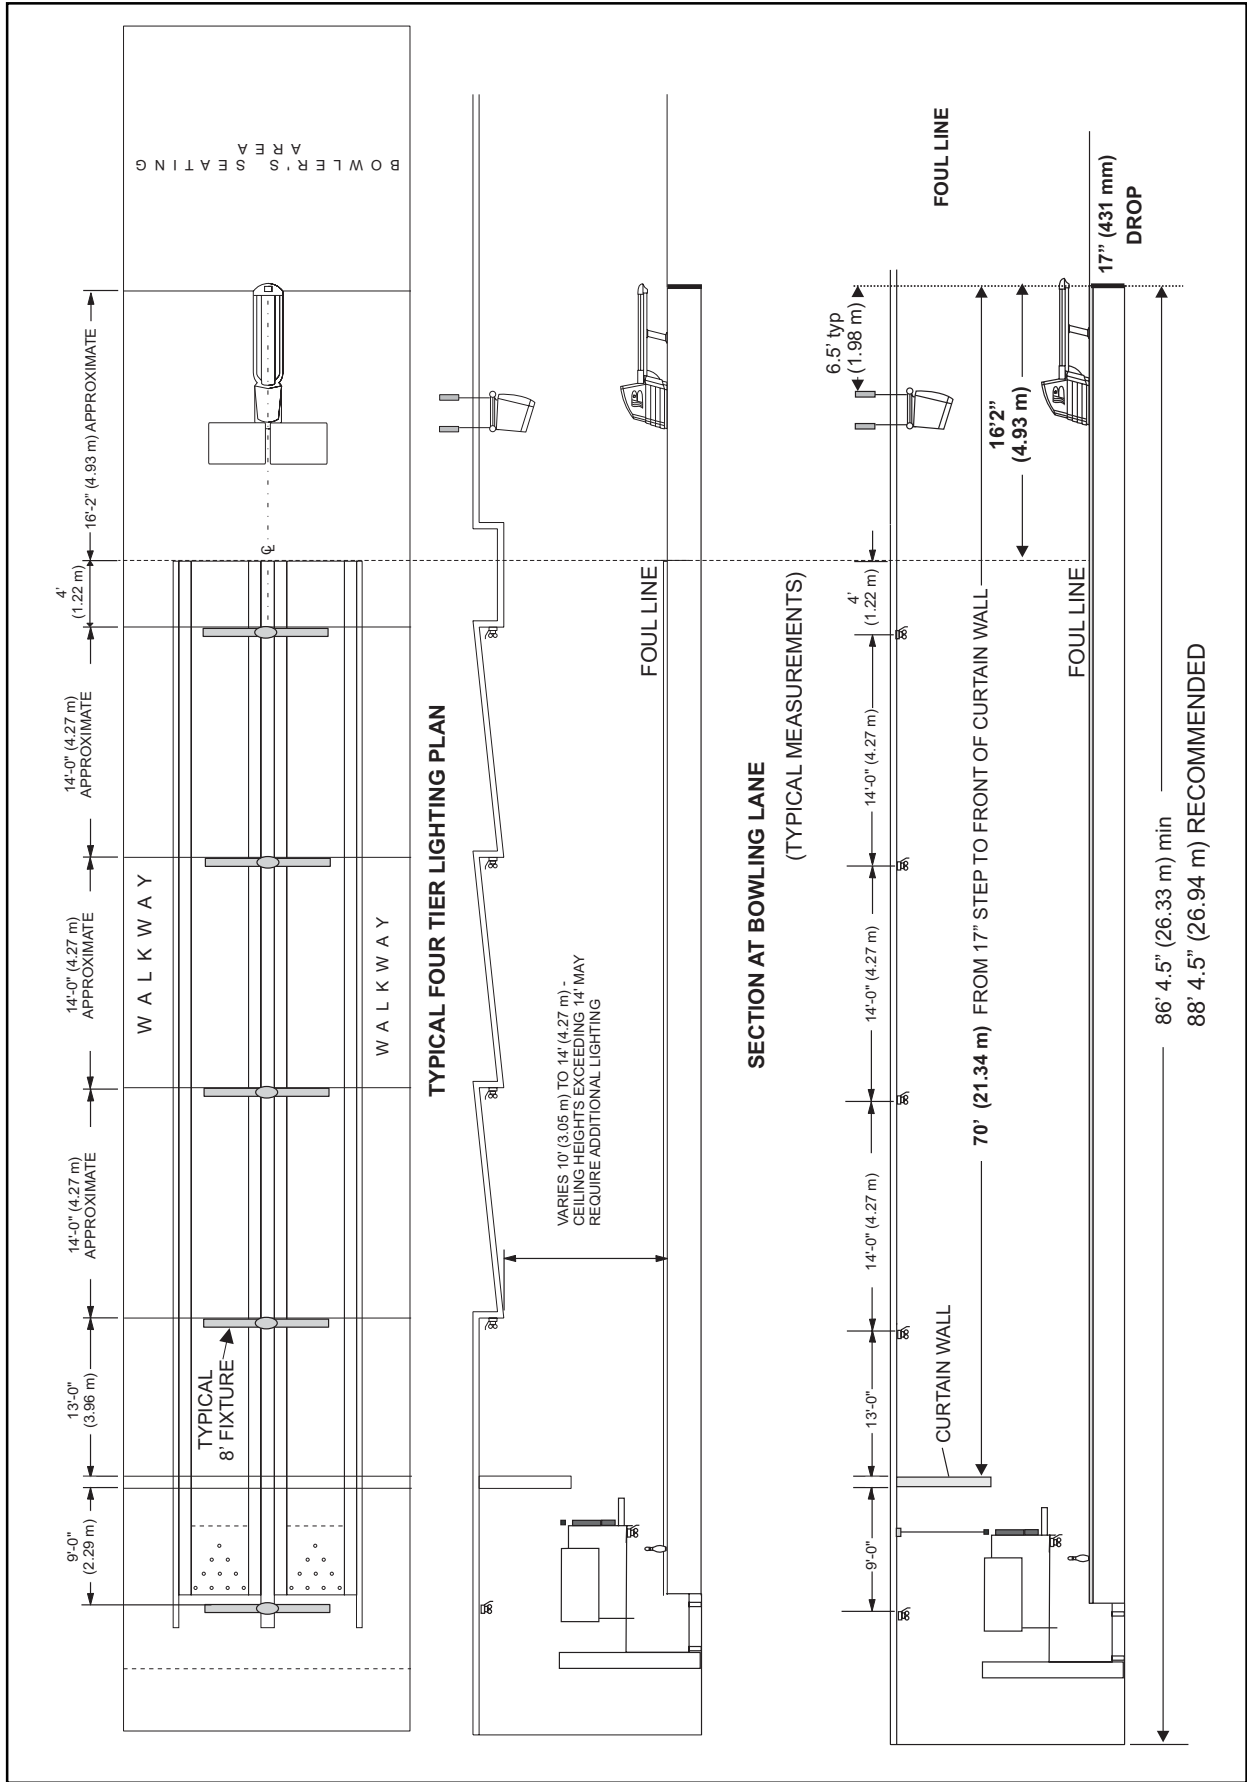 9'-0"
(2.29 m)
13'-0"
(3.96 m)
14'-0" (4.27 m)
APPROXIMATE
14'-0" (4.27 m)
APPROXIMATE
14'-0" (4.27 m)
APPROXIMATE
4'
(1.22 m)
16'-2" (4.93 m) APPROXIMATE
WALKWAY
TYPICAL
8' FIXTURE
WALKWAY
℄
BOWLER'S SEATING
AREA
TYPICAL FOUR TIER LIGHTING PLAN
VARIES 10' (3.05 m) TO 14' (4.27 m) -
CEILING HEIGHTS EXCEEDING 14' MAY
REQUIRE ADDITIONAL LIGHTING
FOUL LINE
SECTION AT BOWLING LANE
(TYPICAL MEASUREMENTS)
9'-0"
13'-0"
14'-0" (4.27 m)
14'-0" (4.27 m)
14'-0" (4.27 m)
4'
(1.22 m)
6.5' typ
(1.98 m)
FOUL LINE
CURTAIN WALL
70' (21.34 m) FROM 17" STEP TO FRONT OF CURTAIN WALL
16'2"
(4.93 m)
FOUL LINE
17" (431 mm)
DROP
86' 4.5" (26.33 m) min
88' 4.5" (26.94 m) RECOMMENDED